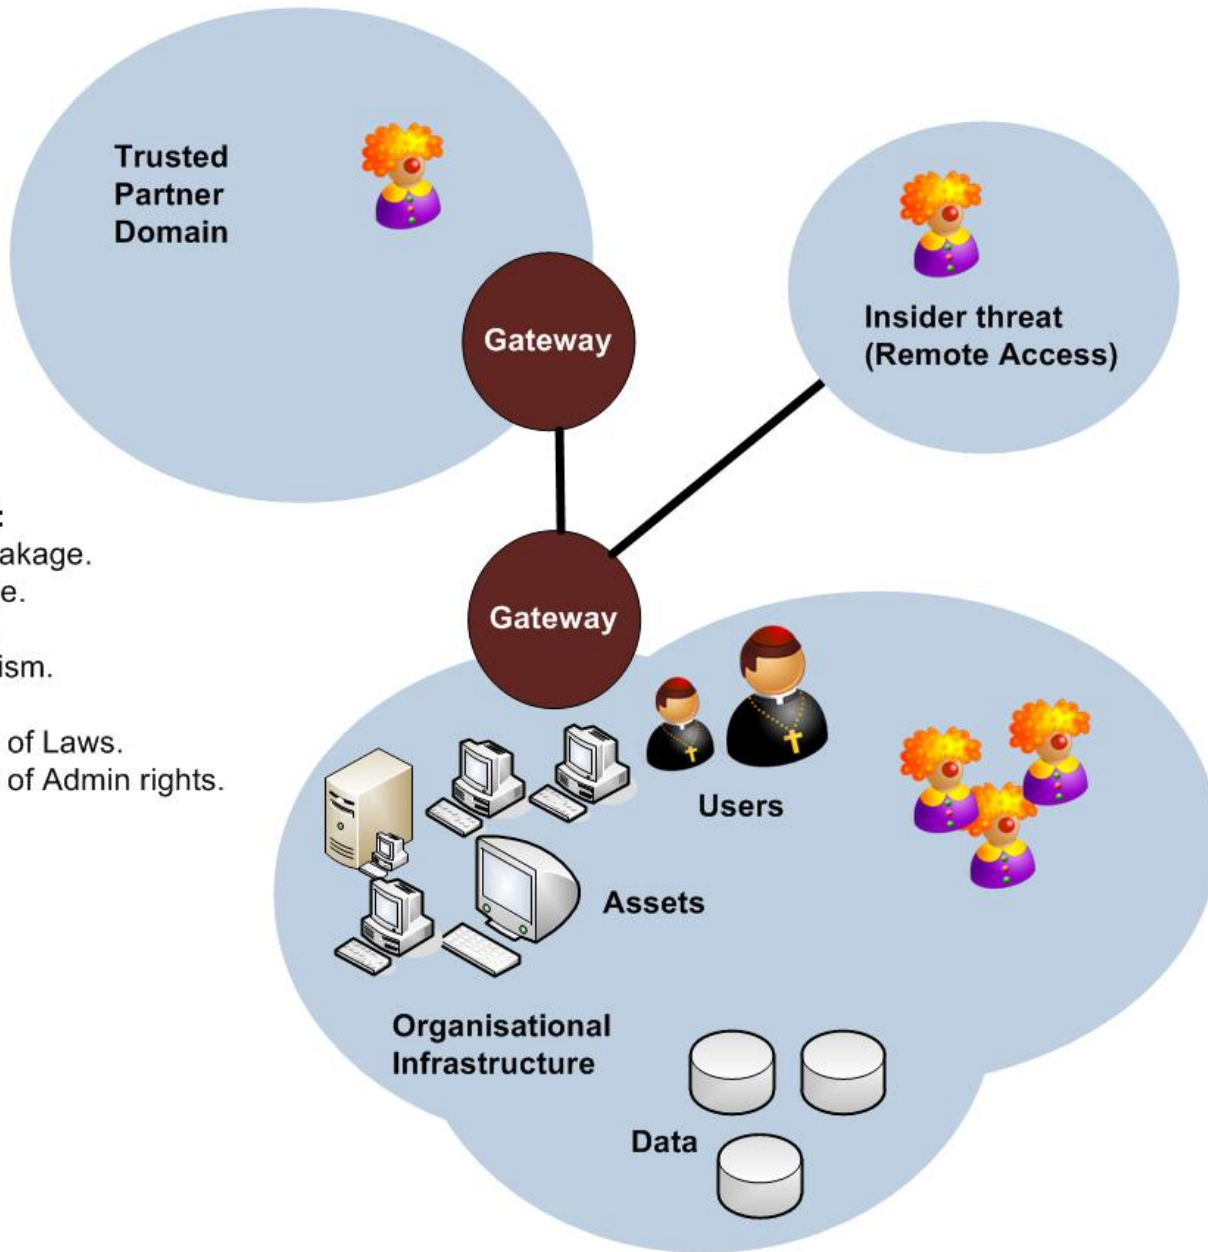 Trusted
Partner
Domain
Gateway
Insider threat
(Remote Access)
:
akage.
e.
Gateway
ism.
of Laws.
of Admin rights.
Users
Assets
Organisational
Infrastructure
Data